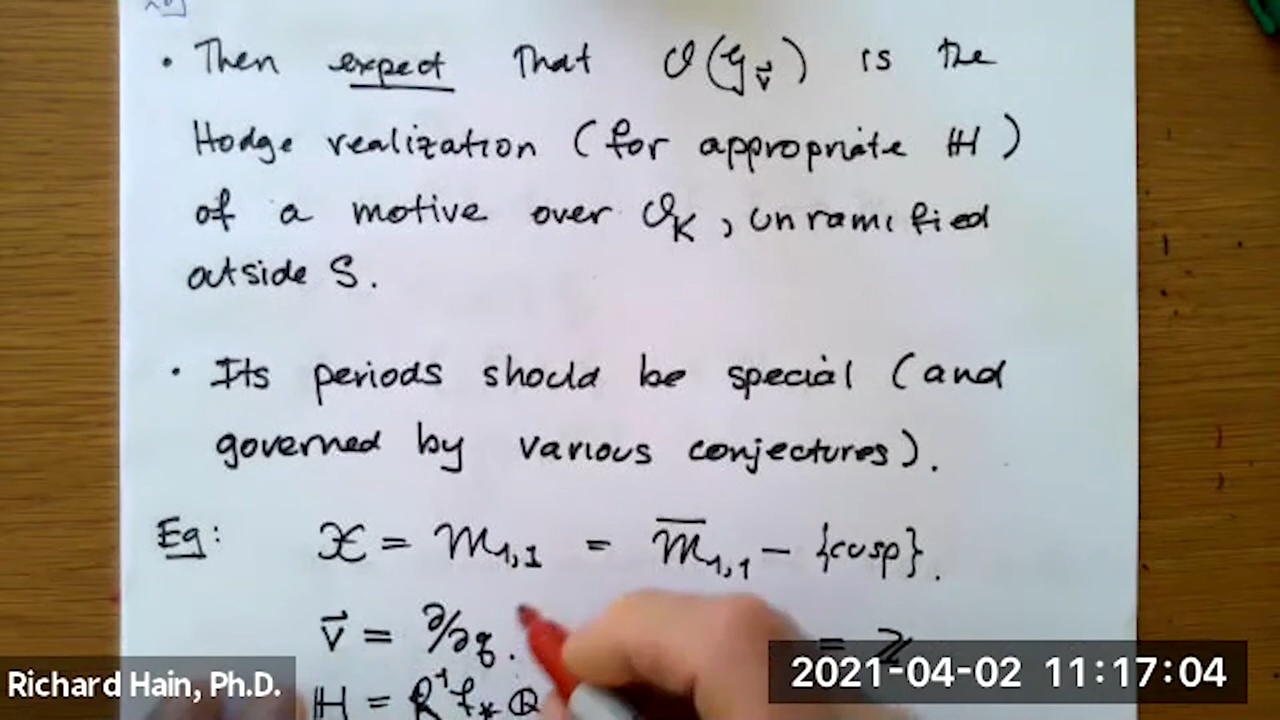 • Then expect that 𝒪(𝒢_v⃗) is the
Hodge realization (for appropriate ℍ)
of a motive over 𝒪_K, unramified
outside S.
• Its periods should be special (and
governed by various conjectures).
Eg: 𝒳 = ℳ_{1,1} = \overline{ℳ}_{1,1} − {cusp}.
v⃗ = ∂/∂q. = ℤ
ℍ = R¹f_*ℚ
Richard Hain, Ph.D.
2021-04-02 11:17:04